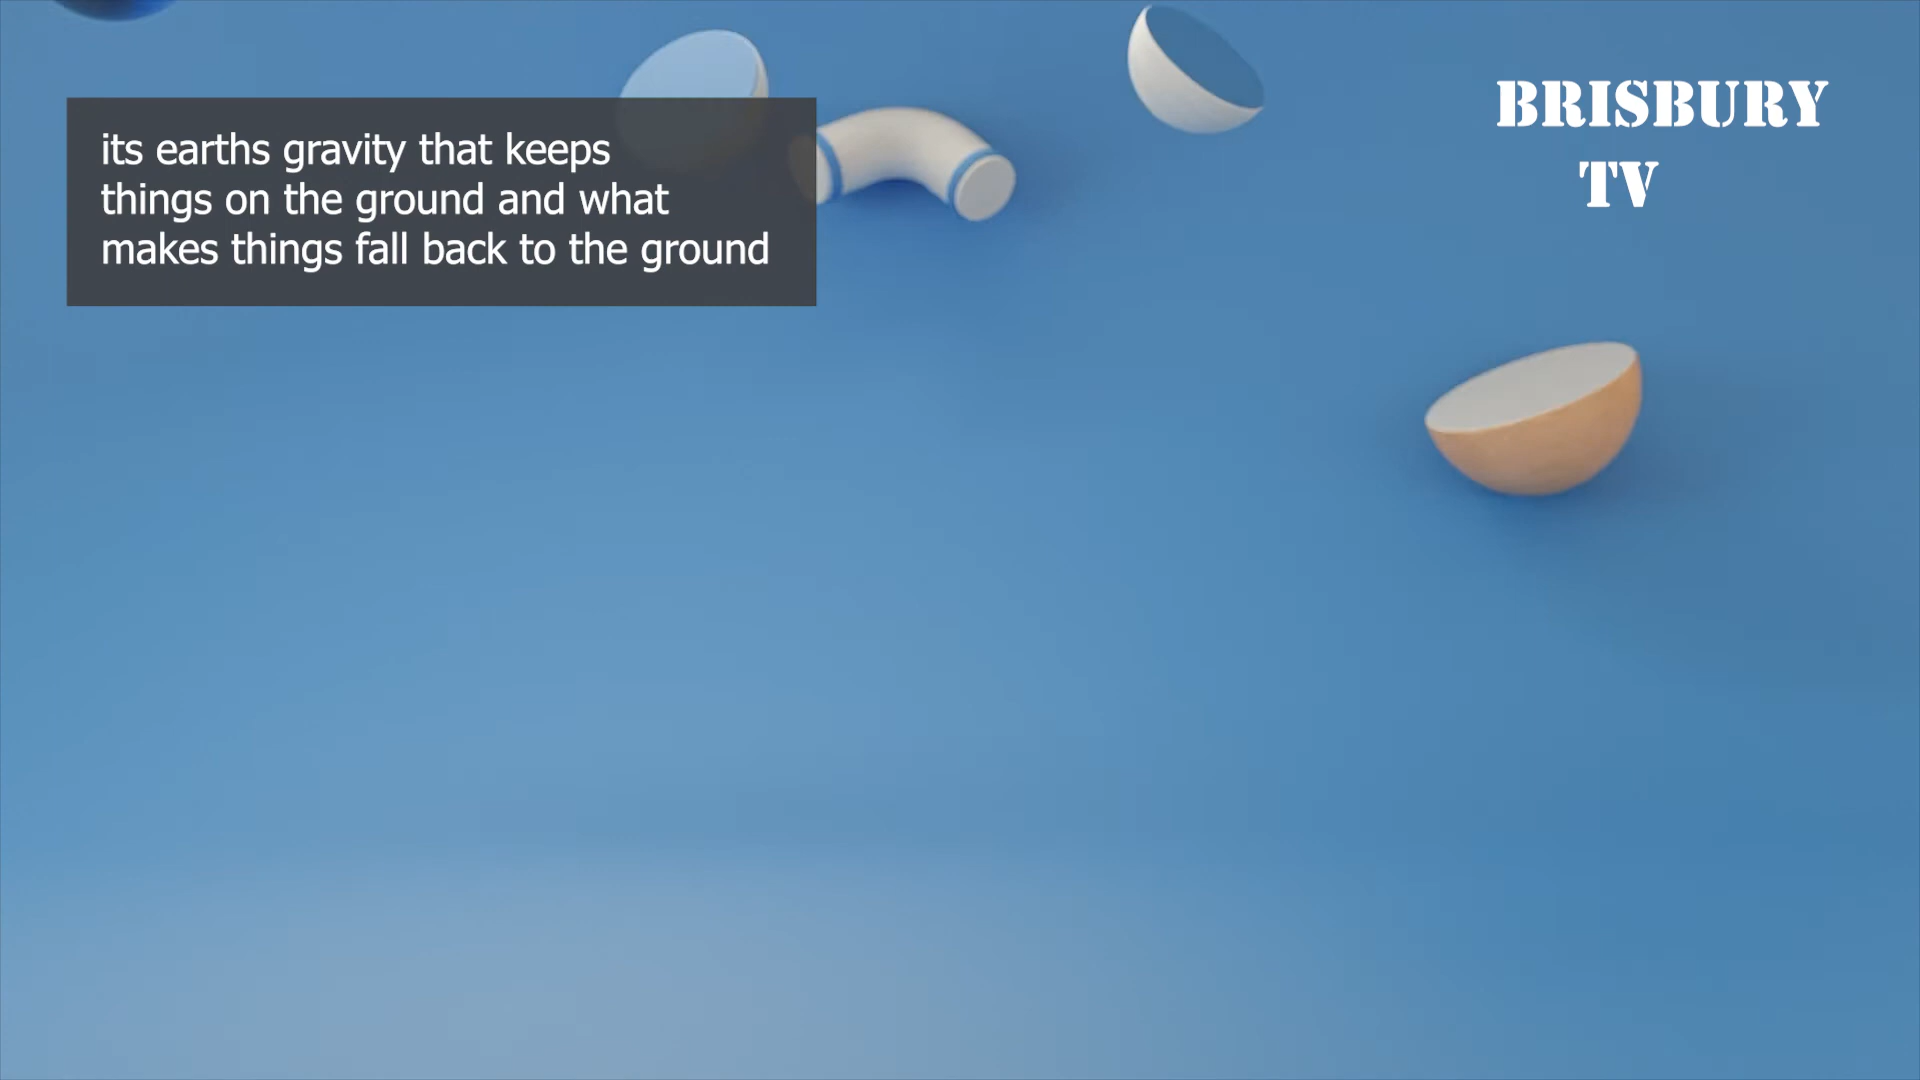 its earths gravity that keeps
things on the ground and what
makes things fall back to the ground
BRISBURY
TV